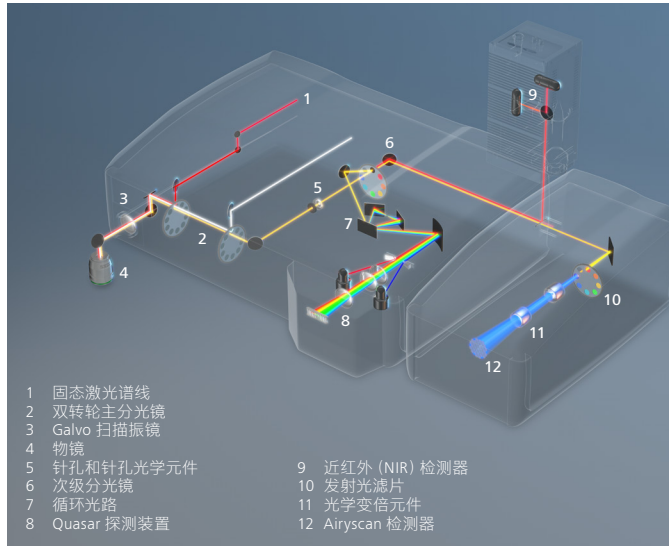 1
9
6
3
5
2
7
4
10
8
11
12
1 固态激光谱线
2 双转轮主分光镜
3 Galvo 扫描振镜
4 物镜
5 针孔和针孔光学元件
6 次级分光镜
7 循环光路
8 Quasar 探测装置
9 近红外 (NIR) 检测器
10 发射光滤片
11 光学变倍元件
12 Airyscan 检测器